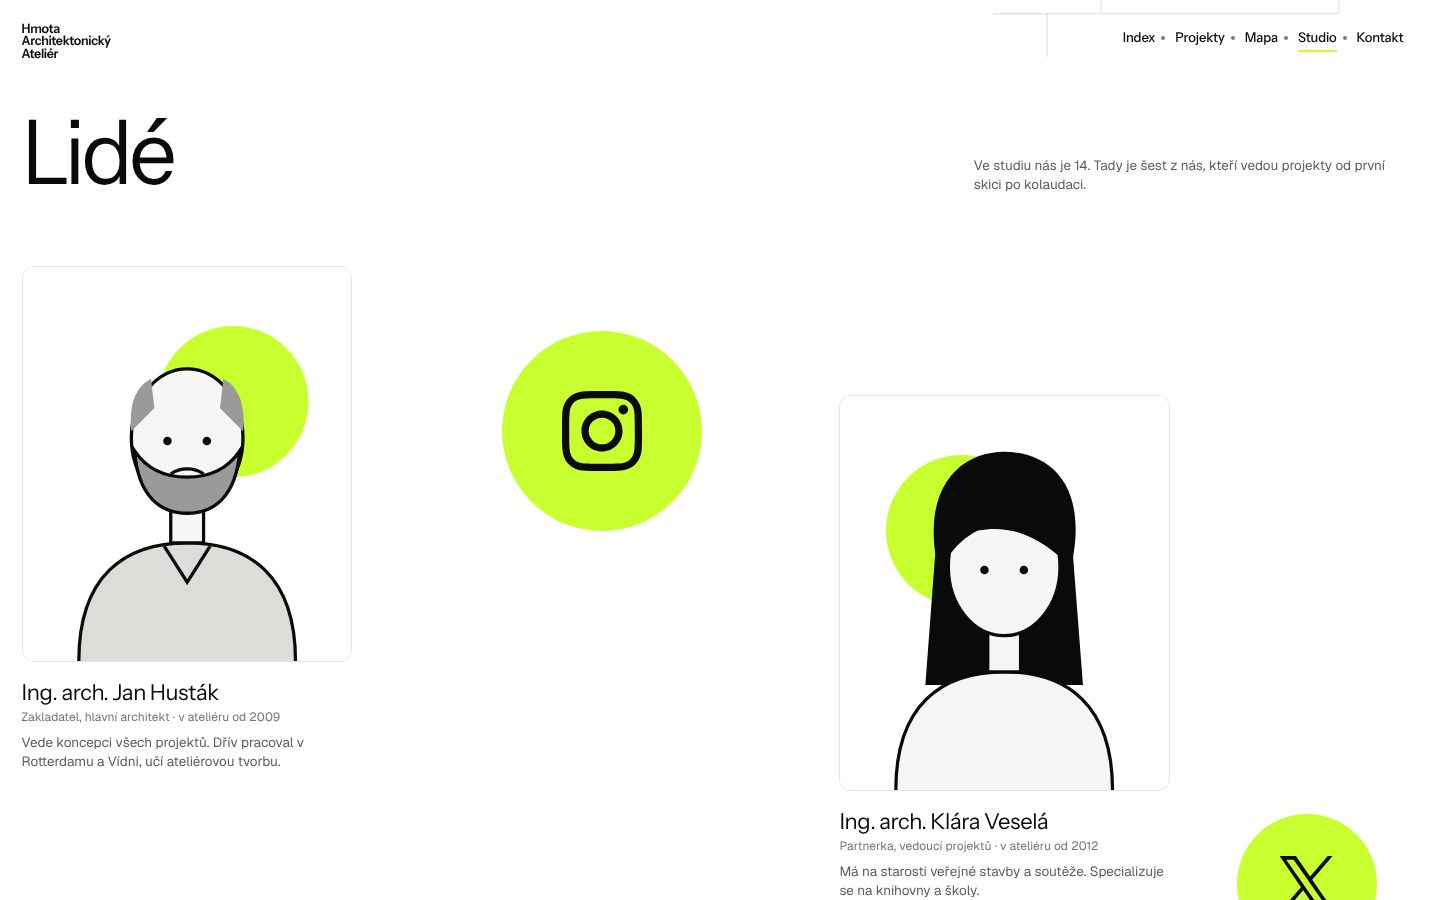 Hmota
Architektonický
Ateliér
Index • Projekty • Mapa • Studio • Kontakt
Lidé
Ve studiu nás je 14. Tady je šest z nás, kteří vedou projekty od první
skici po kolaudaci.
Ing. arch. Jan Husták
Zakladatel, hlavní architekt · v ateliéru od 2009
Vede koncepci všech projektů. Dřív pracoval v
Rotterdamu a Vídni, učí ateliérovou tvorbu.
Ing. arch. Klára Veselá
Partnerka, vedoucí projektů · v ateliéru od 2012
Má na starosti veřejné stavby a soutěže. Specializuje
se na knihovny a školy.